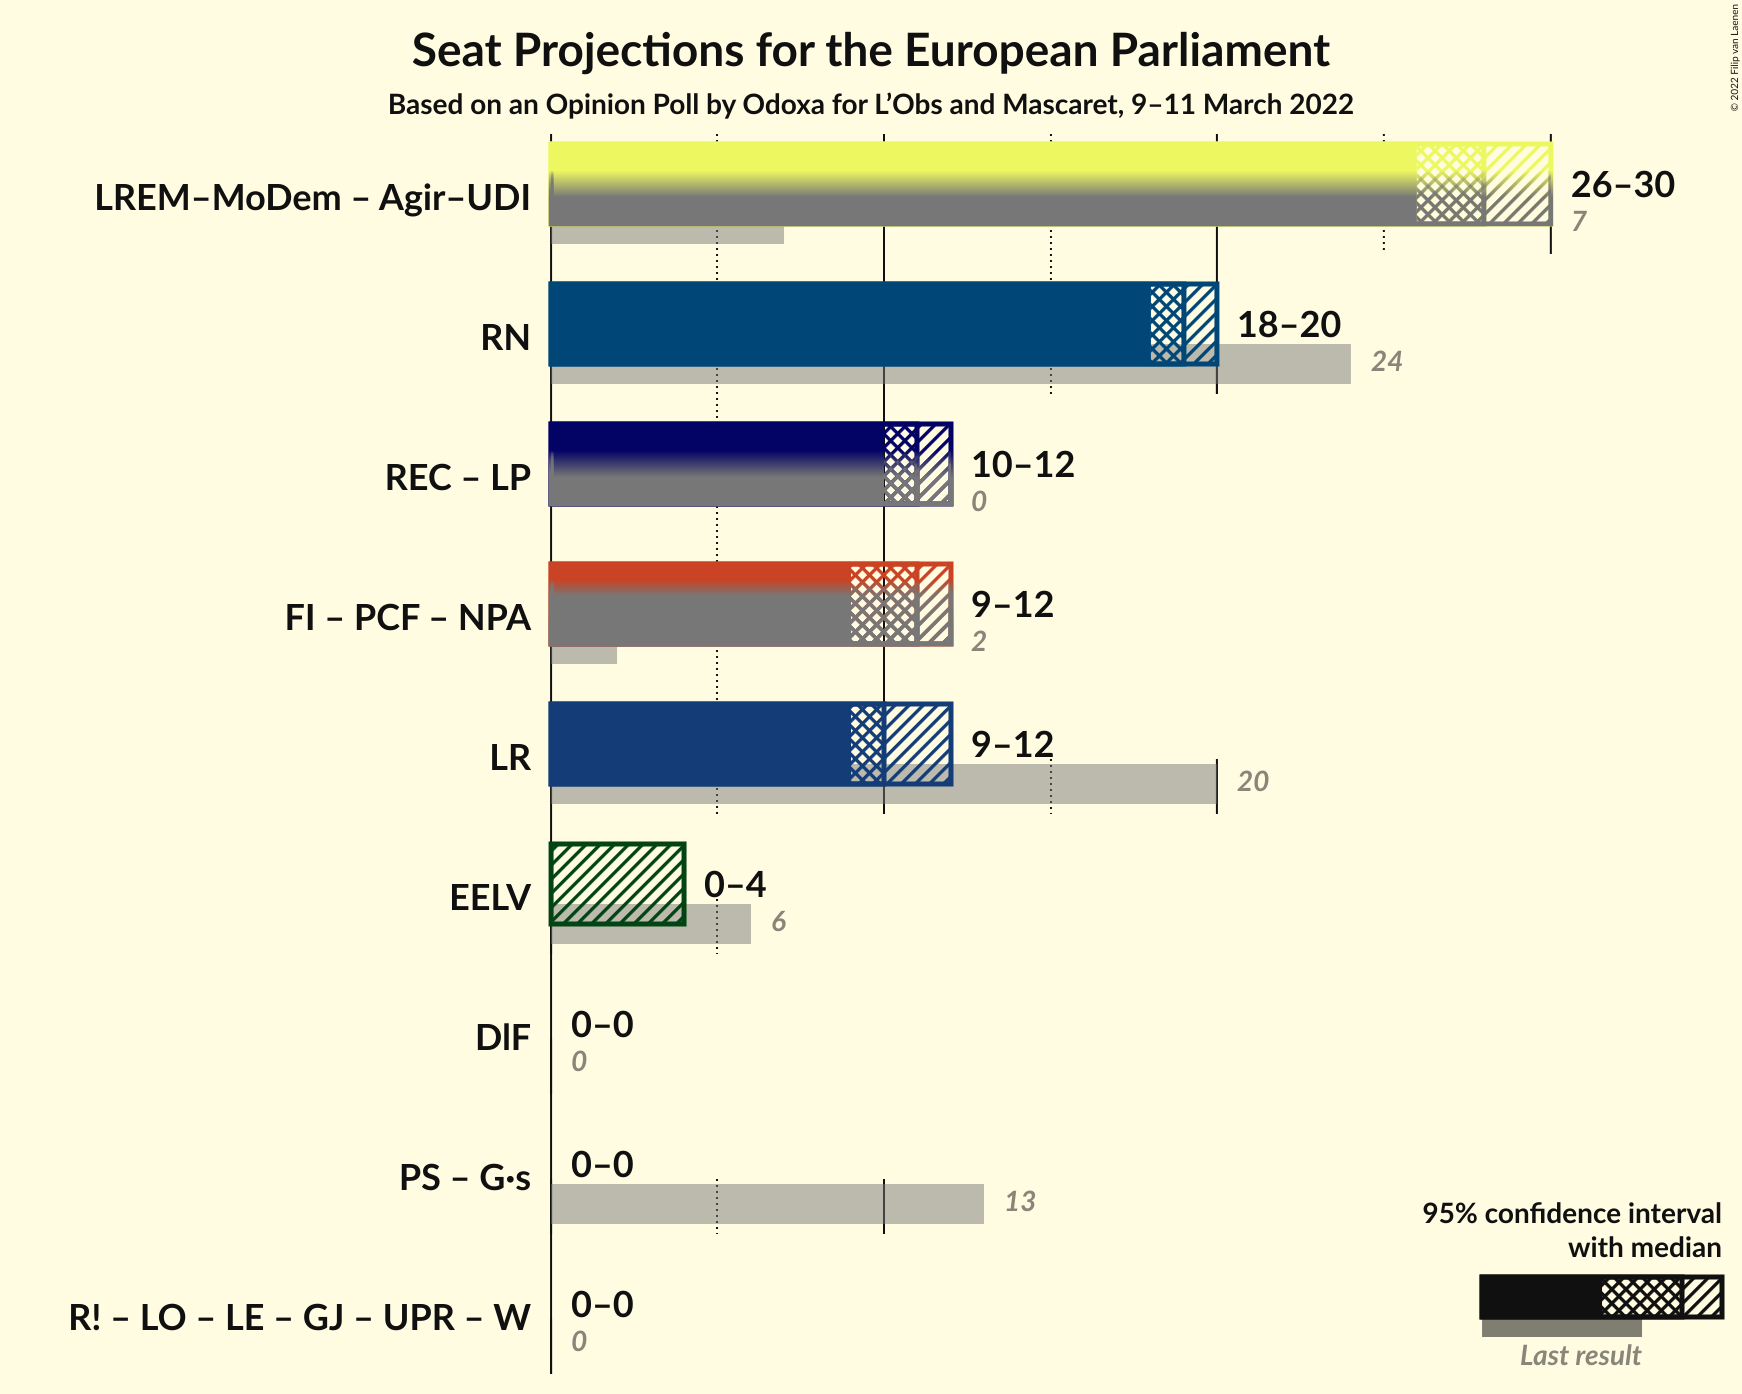 Seat Projections for the European Parliament
Based on an Opinion Poll by Odoxa for L’Obs and Mascaret, 9–11 March 2022
© 2022 Filip van Laenen
LREM–MoDem – Agir–UDI
26–30
7
RN
18–20
24
REC – LP
10–12
0
FI – PCF – NPA
9–12
2
LR
9–12
20
EELV
0–4
6
DlF
0–0
0
PS – G·s
0–0
13
R! – LO – LE – GJ – UPR – W
0–0
0
95% confidence interval
with median
Last result